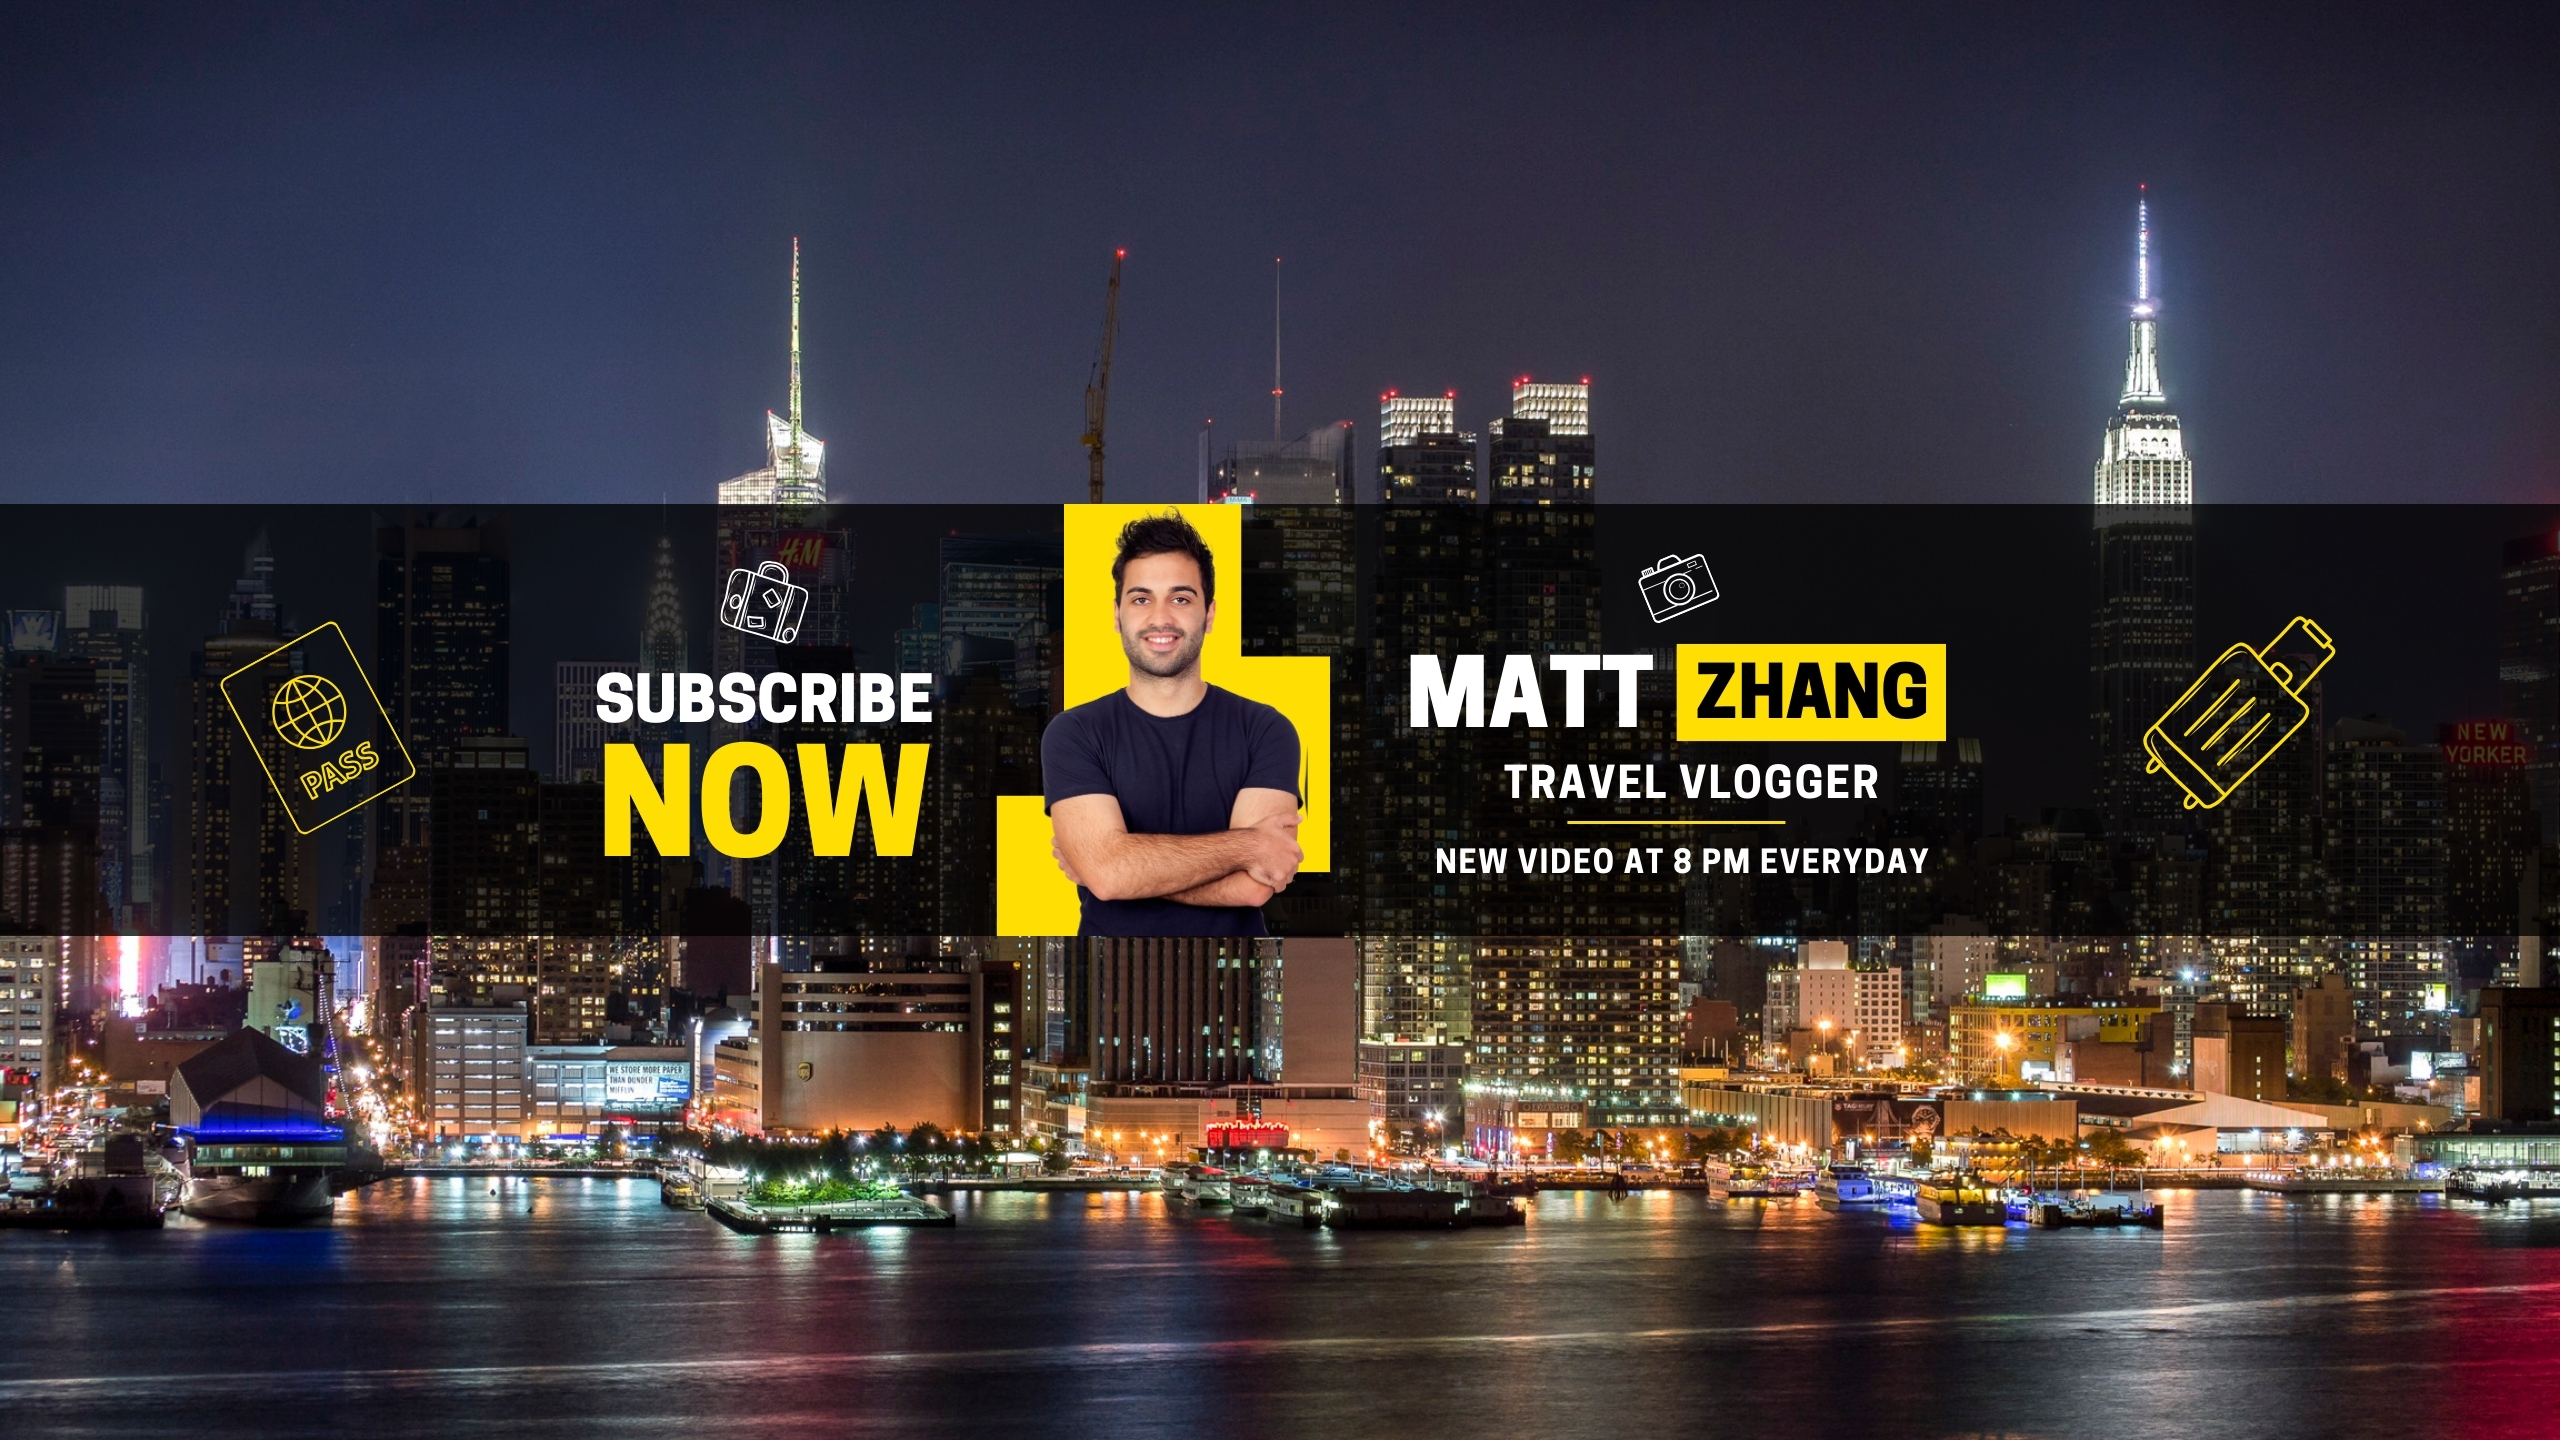 H&M
PASS
SUBSCRIBE
NOW
MATT ZHANG
TRAVEL VLOGGER
NEW VIDEO AT 8 PM EVERYDAY
NEW
YORKER
WE STORE MORE PAPER
THAN DUNDER
MIFFLIN